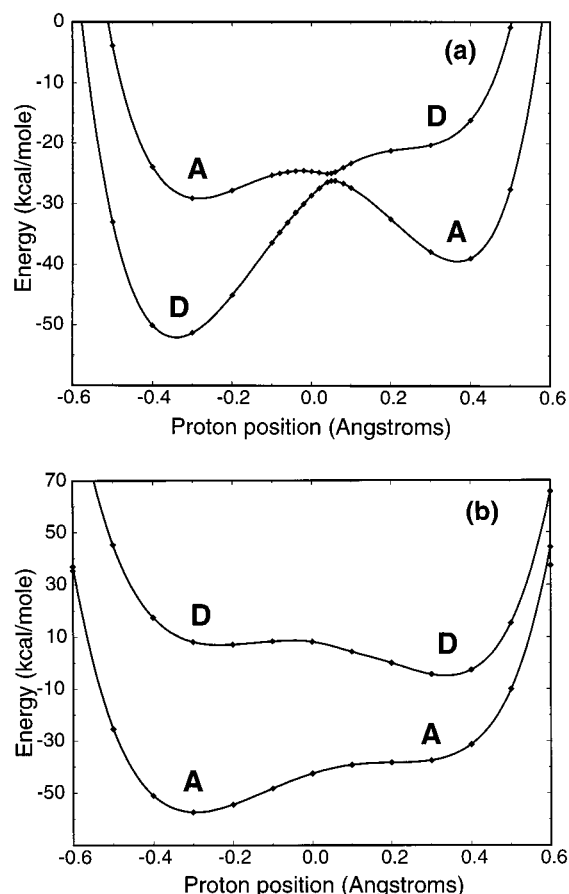 0
(a)
-10
D
-20
A
-30
A
-40
D
-50
Energy (kcal/mole)
-0.6 -0.4 -0.2 0.0 0.2 0.4 0.6
Proton position (Angstroms)
70
(b)
50
30
D
D
10
-10
A
-30
A
-50
Energy (kcal/mole)
-0.6 -0.4 -0.2 0.0 0.2 0.4 0.6
Proton position (Angstroms)